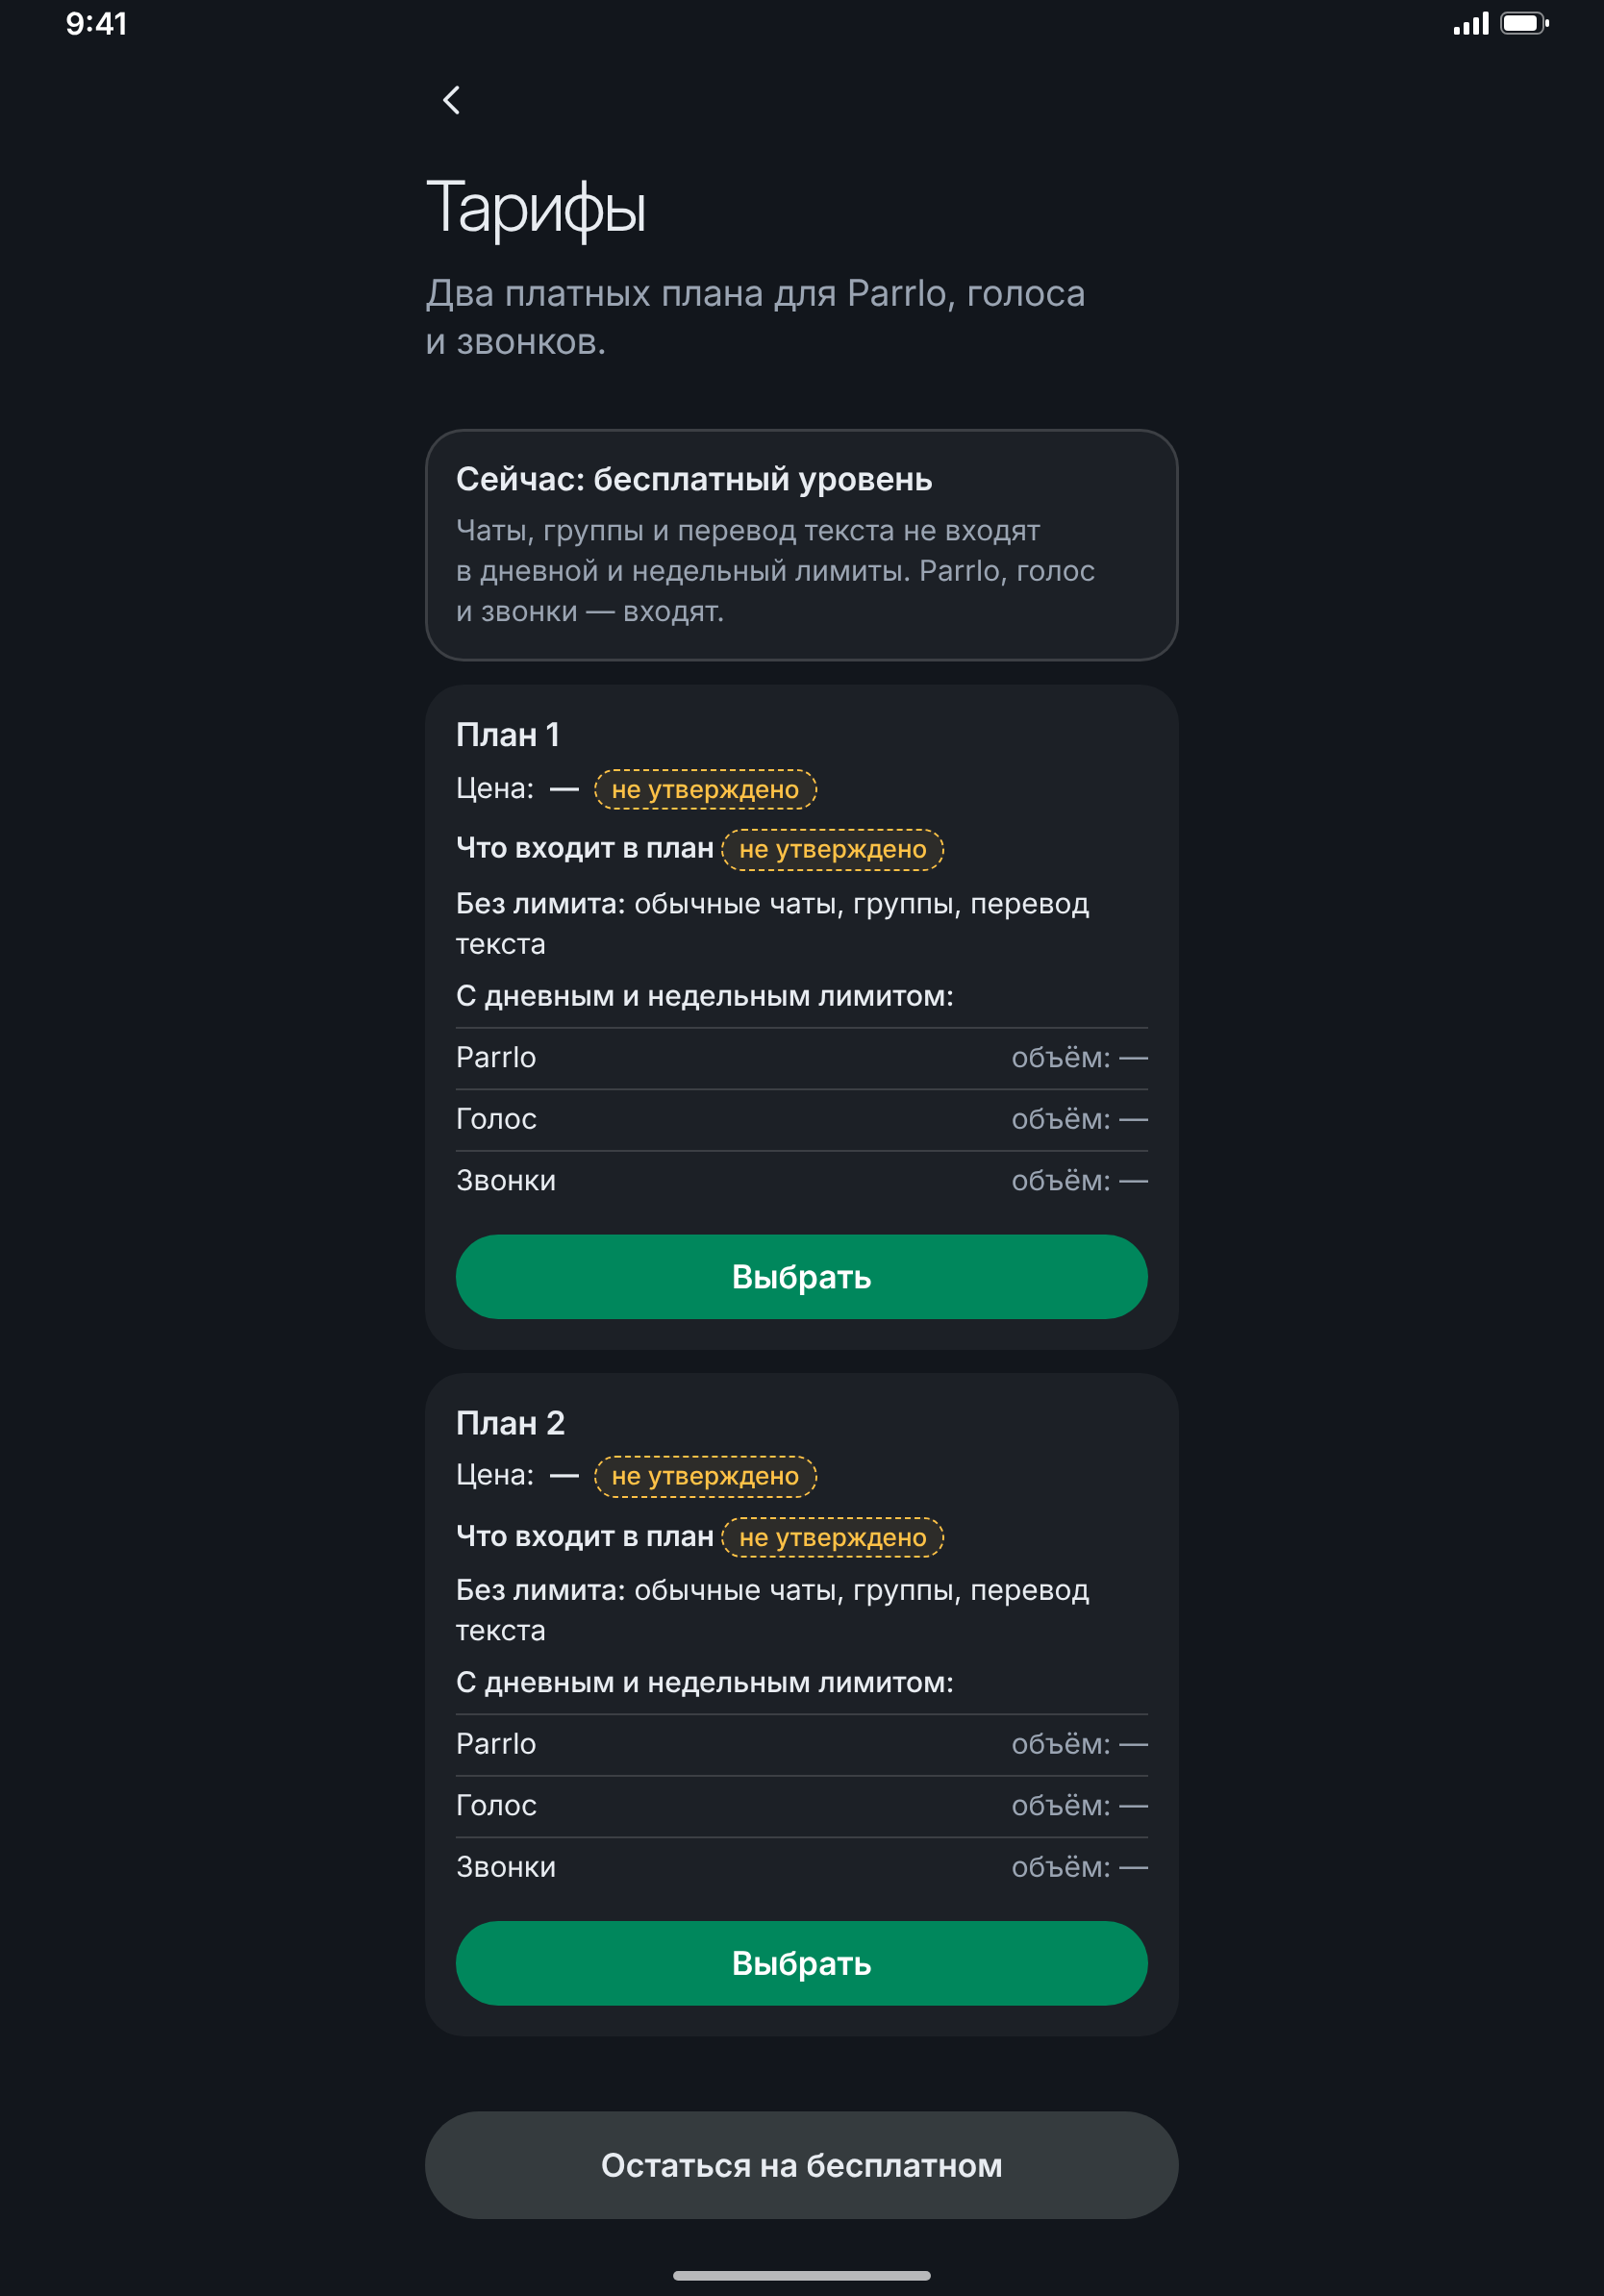 9:41
Тарифы
Два платных плана для Parrlo, голоса
и звонков.
Сейчас: бесплатный уровень
Чаты, группы и перевод текста не входят
в дневной и недельный лимиты. Parrlo, голос
и звонки — входят.
План 1
Цена: — не утверждено
Что входит в план не утверждено
Без лимита: обычные чаты, группы, перевод
текста
С дневным и недельным лимитом:
Parrlo объём: —
Голос объём: —
Звонки объём: —
Выбрать
План 2
Цена: — не утверждено
Что входит в план не утверждено
Без лимита: обычные чаты, группы, перевод
текста
С дневным и недельным лимитом:
Parrlo объём: —
Голос объём: —
Звонки объём: —
Выбрать
Остаться на бесплатном